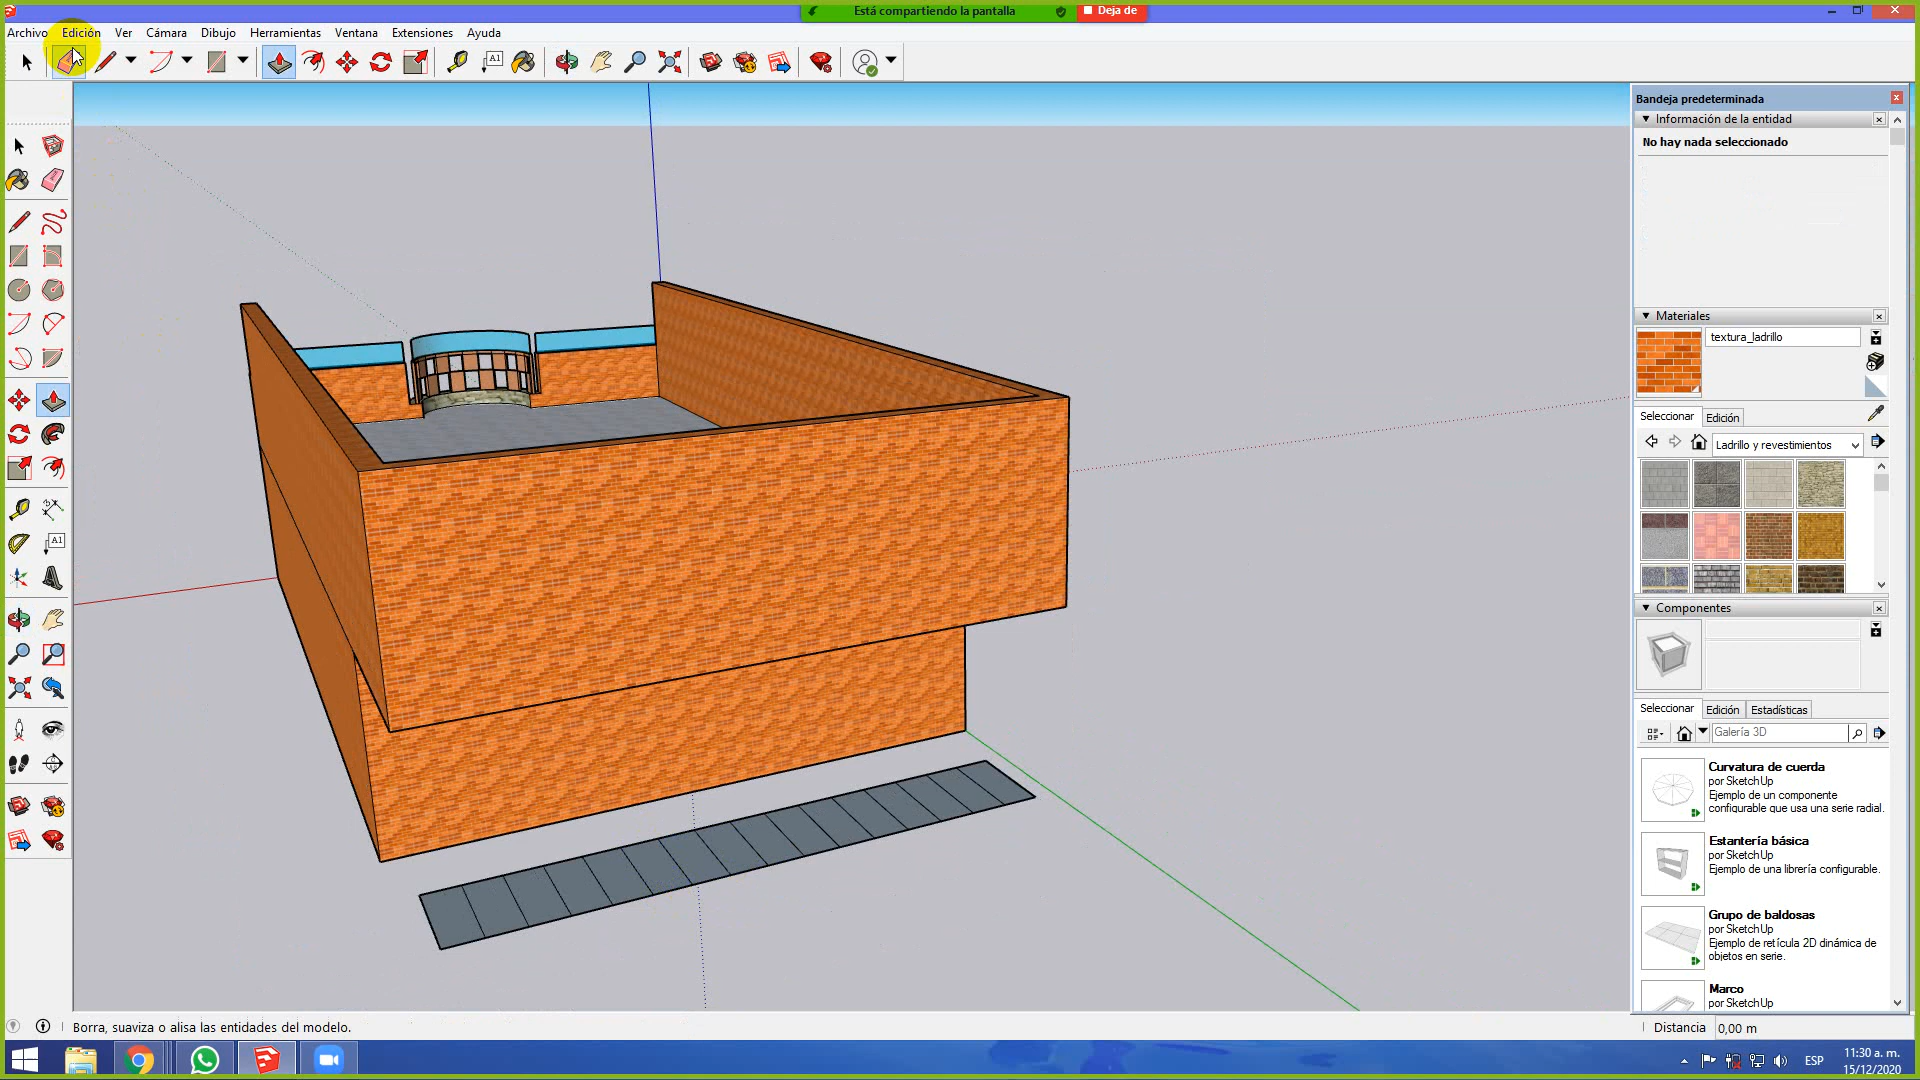 Está compartiendo la pantalla
Deja de
Archivo Edición Ver Cámara Dibujo Herramientas Ventana Extensiones Ayuda
A1
Bandeja predeterminada
Información de la entidad
No hay nada seleccionado
Materiales
textura_ladrillo
Seleccionar Edición
Ladrillo y revestimientos
A1
Componentes
Seleccionar Edición Estadísticas
Galería 3D
Curvatura de cuerda
por SketchUp
Ejemplo de un componente
configurable que usa una serie radial.
Estantería básica
por SketchUp
Ejemplo de una librería configurable.
Grupo de baldosas
por SketchUp
Ejemplo de retícula 2D dinámica de
objetos en serie.
Marco
por SketchUp
Borra, suaviza o alisa las entidades del modelo.
Distancia 0,00 m
ESP
11:30 a. m.
15/12/2020